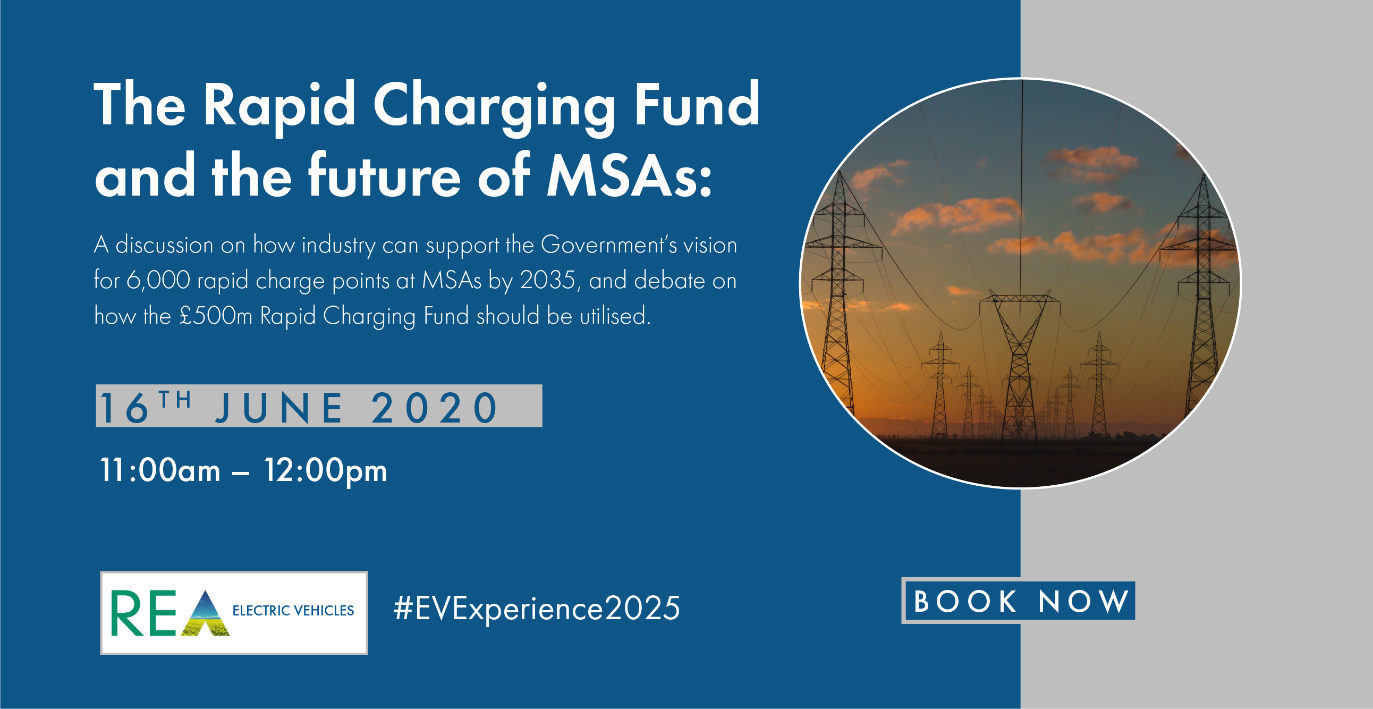 The Rapid Charging Fund
and the future of MSAs:
A discussion on how industry can support the Government's vision
for 6,000 rapid charge points at MSAs by 2035, and debate on
how the £500m Rapid Charging Fund should be utilised.
16TH JUNE 2020
11:00am – 12:00pm
REA ELECTRIC VEHICLES
#EVExperience2025
BOOK NOW